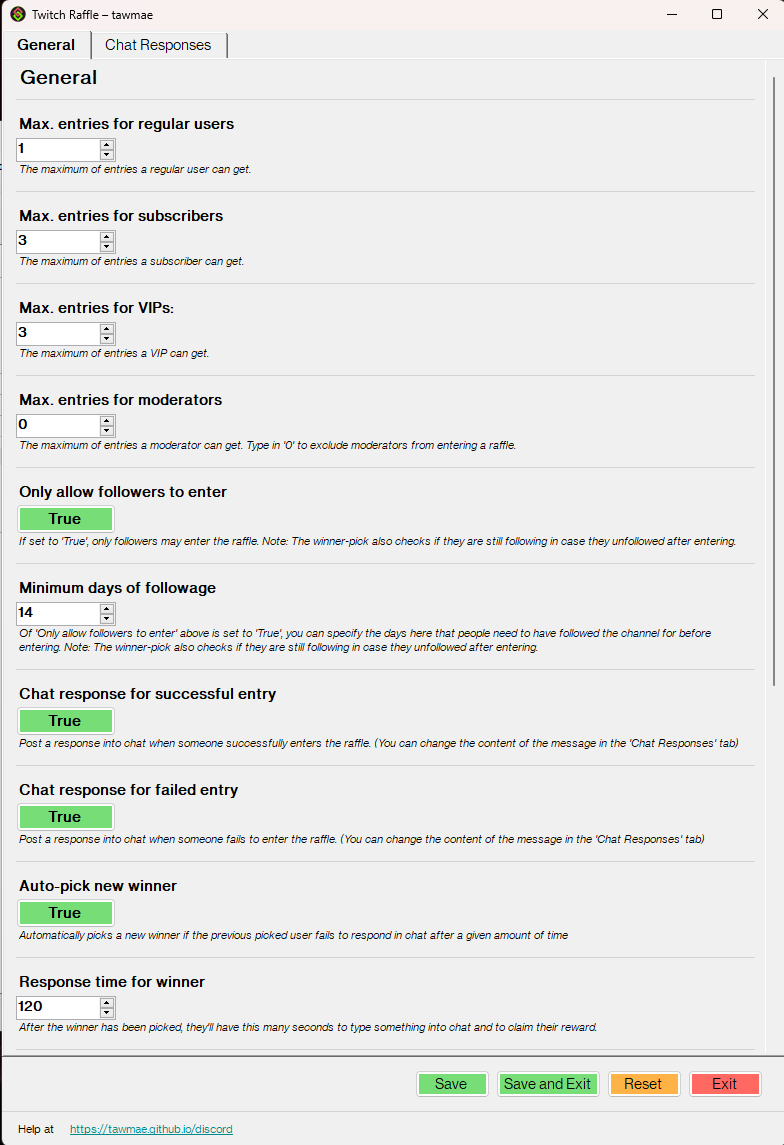 Twitch Raffle – tawmae
General
Chat Responses
General
Max. entries for regular users
1
The maximum of entries a regular user can get.
Max. entries for subscribers
3
The maximum of entries a subscriber can get.
Max. entries for VIPs:
3
The maximum of entries a VIP can get.
Max. entries for moderators
0
The maximum of entries a moderator can get. Type in '0' to exclude moderators from entering a raffle.
Only allow followers to enter
True
If set to 'True', only followers may enter the raffle. Note: The winner-pick also checks if they are still following in case they unfollowed after entering.
Minimum days of followage
14
Of 'Only allow followers to enter' above is set to 'True', you can specify the days here that people need to have followed the channel for before
entering. Note: The winner-pick also checks if they are still following in case they unfollowed after entering.
Chat response for successful entry
True
Post a response into chat when someone successfully enters the raffle. (You can change the content of the message in the 'Chat Responses' tab)
Chat response for failed entry
True
Post a response into chat when someone fails to enter the raffle. (You can change the content of the message in the 'Chat Responses' tab)
Auto-pick new winner
True
Automatically picks a new winner if the previous picked user fails to respond in chat after a given amount of time
Response time for winner
120
After the winner has been picked, they'll have this many seconds to type something into chat and to claim their reward.
Save
Save and Exit
Reset
Exit
Help at https://tawmae.github.io/discord